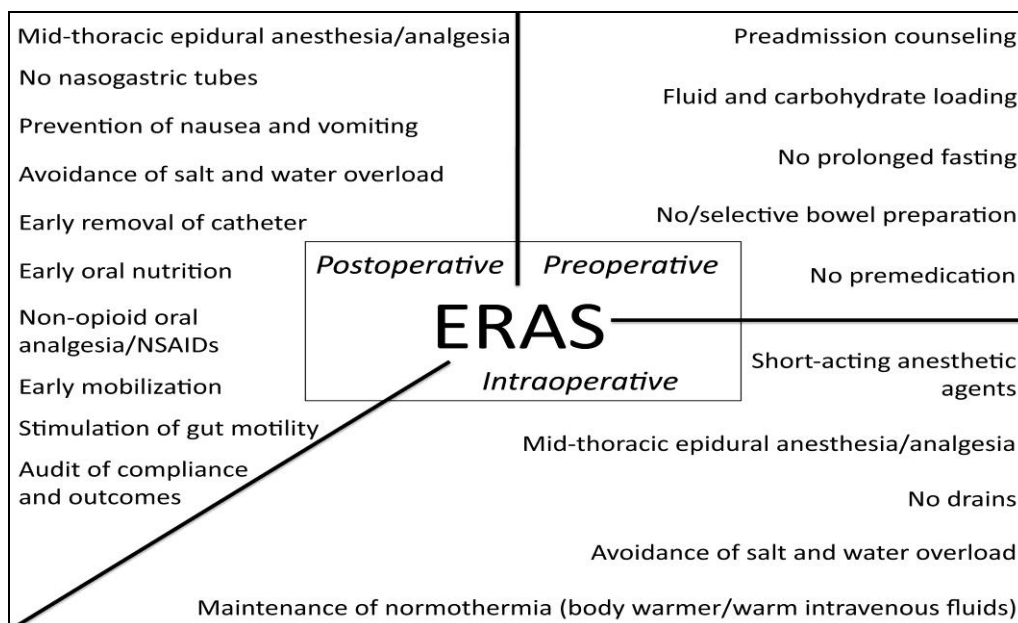 Mid-thoracic epidural anesthesia/analgesia
No nasogastric tubes
Prevention of nausea and vomiting
Avoidance of salt and water overload
Early removal of catheter
Early oral nutrition
Non-opioid oral
analgesia/NSAIDs
Early mobilization
Stimulation of gut motility
Audit of compliance
and outcomes
Preadmission counseling
Fluid and carbohydrate loading
No prolonged fasting
No/selective bowel preparation
No premedication
Postoperative
Preoperative
ERAS
Intraoperative
Short-acting anesthetic
agents
Mid-thoracic epidural anesthesia/analgesia
No drains
Avoidance of salt and water overload
Maintenance of normothermia (body warmer/warm intravenous fluids)